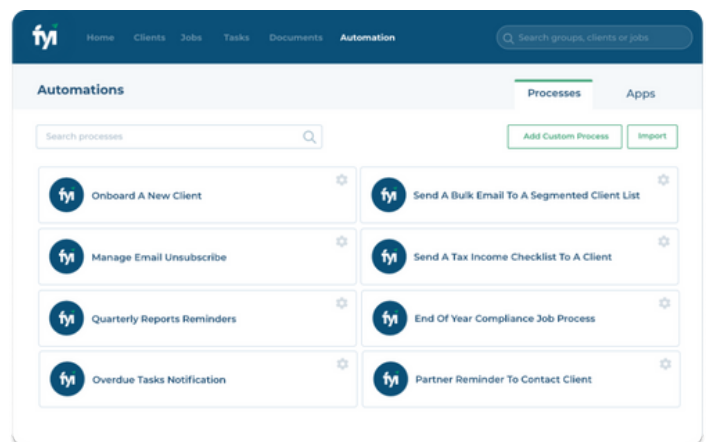 fyi Home Clients Jobs Tasks Documents Automation Search groups, clients or jobs
Automations Processes Apps
Search processes Add Custom Process Import
fyi Onboard A New Client
fyi Send A Bulk Email To A Segmented Client List
fyi Manage Email Unsubscribe
fyi Send A Tax Income Checklist To A Client
fyi Quarterly Reports Reminders
fyi End Of Year Compliance Job Process
fyi Overdue Tasks Notification
fyi Partner Reminder To Contact Client